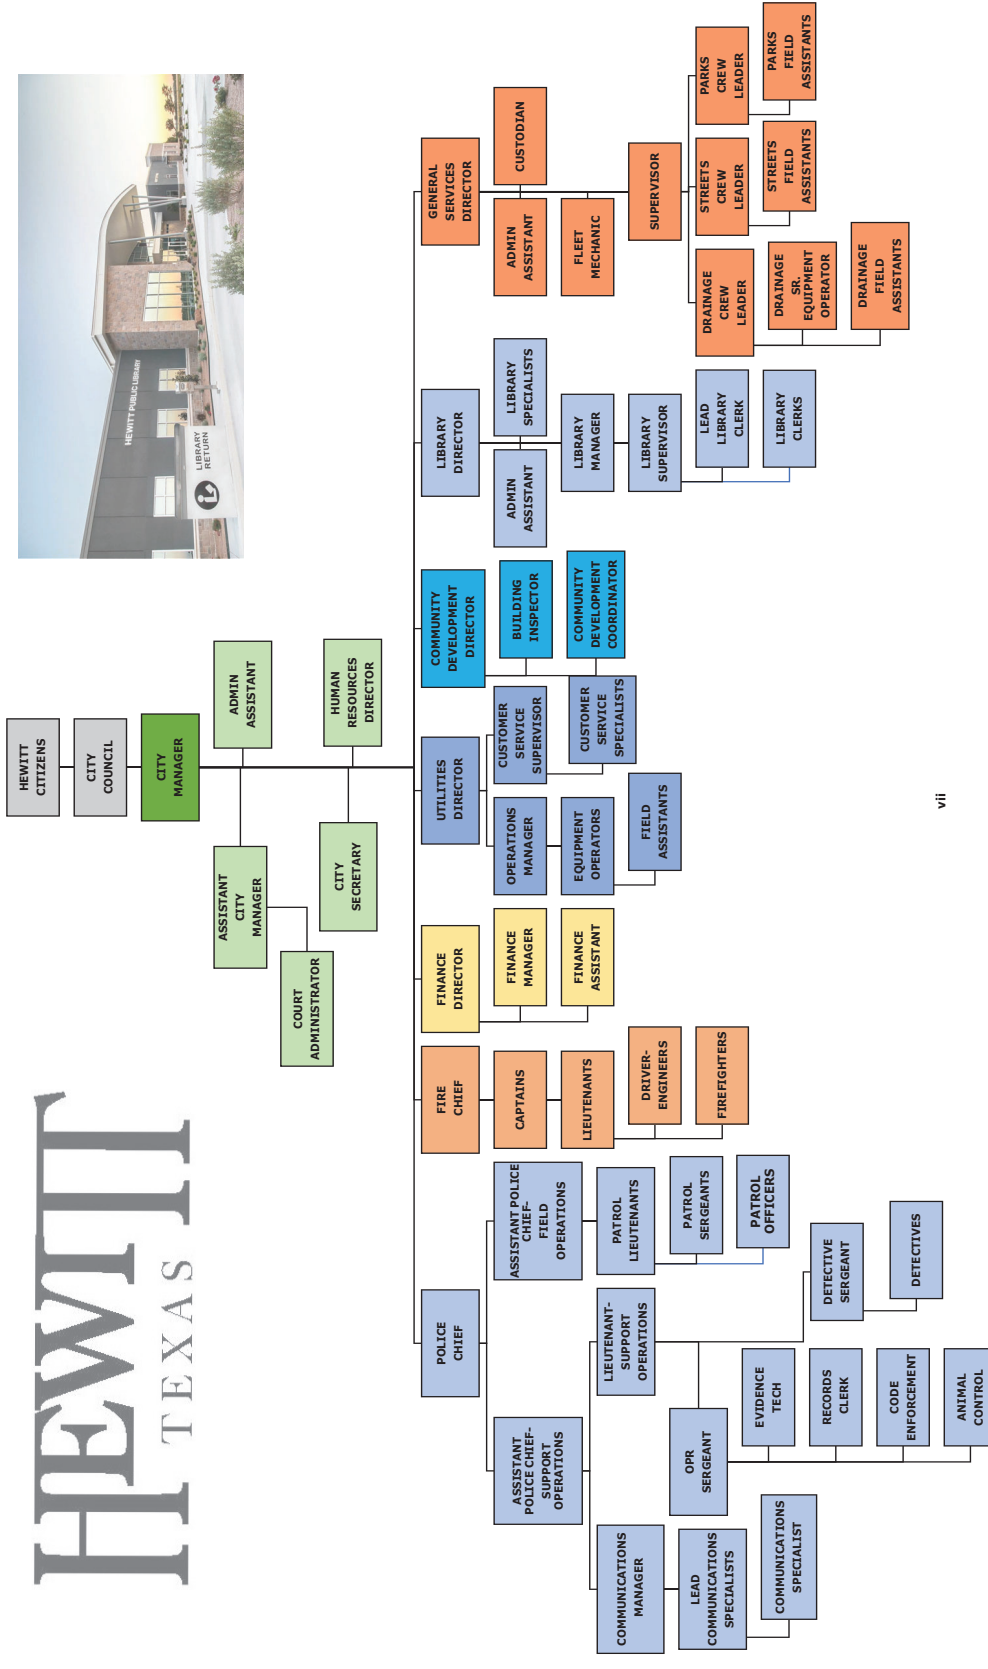 HEWITT
TEXAS
HEWITT PUBLIC LIBRARY
LIBRARY
RETURN
HEWITT
CITIZENS
CITY
COUNCIL
CITY
MANAGER
ASSISTANT
CITY
MANAGER
ADMIN
ASSISTANT
COURT
ADMINISTRATOR
CITY
SECRETARY
HUMAN
RESOURCES
DIRECTOR
POLICE
CHIEF
ASSISTANT
POLICE CHIEF-
SUPPORT
OPERATIONS
COMMUNICATIONS
MANAGER
LEAD
COMMUNICATIONS
SPECIALISTS
COMMUNICATIONS
SPECIALIST
LIEUTENANT-
SUPPORT
OPERATIONS
OPR
SERGEANT
EVIDENCE
TECH
RECORDS
CLERK
CODE
ENFORCEMENT
ANIMAL
CONTROL
DETECTIVE
SERGEANT
DETECTIVES
ASSISTANT POLICE
CHIEF-
FIELD
OPERATIONS
PATROL
LIEUTENANTS
PATROL
SERGEANTS
PATROL
OFFICERS
FIRE
CHIEF
CAPTAINS
LIEUTENANTS
DRIVER-
ENGINEERS
FIREFIGHTERS
FINANCE
DIRECTOR
FINANCE
MANAGER
FINANCE
ASSISTANT
UTILITIES
DIRECTOR
OPERATIONS
MANAGER
EQUIPMENT
OPERATORS
FIELD
ASSISTANTS
CUSTOMER
SERVICE
SUPERVISOR
CUSTOMER
SERVICE
SPECIALISTS
COMMUNITY
DEVELOPMENT
DIRECTOR
BUILDING
INSPECTOR
COMMUNITY
DEVELOPMENT
COORDINATOR
LIBRARY
DIRECTOR
ADMIN
ASSISTANT
LIBRARY
SPECIALISTS
LIBRARY
MANAGER
LIBRARY
SUPERVISOR
LEAD
LIBRARY
CLERK
LIBRARY
CLERKS
GENERAL
SERVICES
DIRECTOR
ADMIN
ASSISTANT
CUSTODIAN
FLEET
MECHANIC
SUPERVISOR
DRAINAGE
CREW
LEADER
DRAINAGE
SR.
EQUIPMENT
OPERATOR
DRAINAGE
FIELD
ASSISTANTS
STREETS
CREW
LEADER
STREETS
FIELD
ASSISTANTS
PARKS
CREW
LEADER
PARKS
FIELD
ASSISTANTS
vii